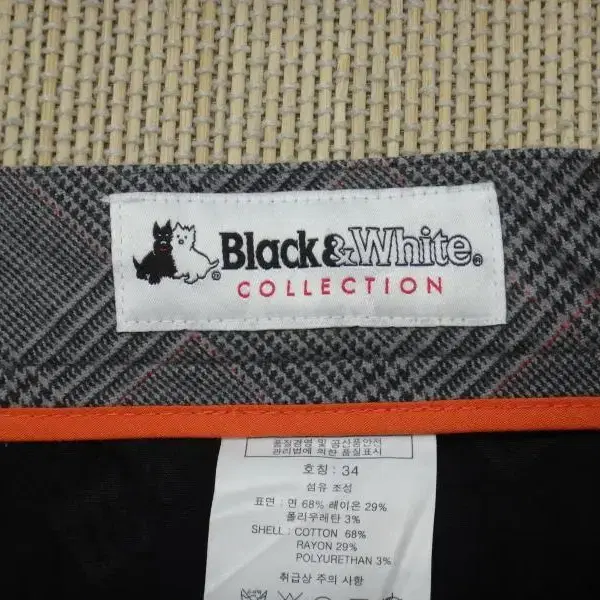 Black&White®
COLLECTION
품질경영 및 공산품안전
관리법에 의한 품질표시
호칭 : 34
섬유 조성
표면 : 면 68% 레이온 29%
폴리우레탄 3%
SHELL : COTTON 68%
RAYON 29%
POLYURETHAN 3%
취급상 주의 사항